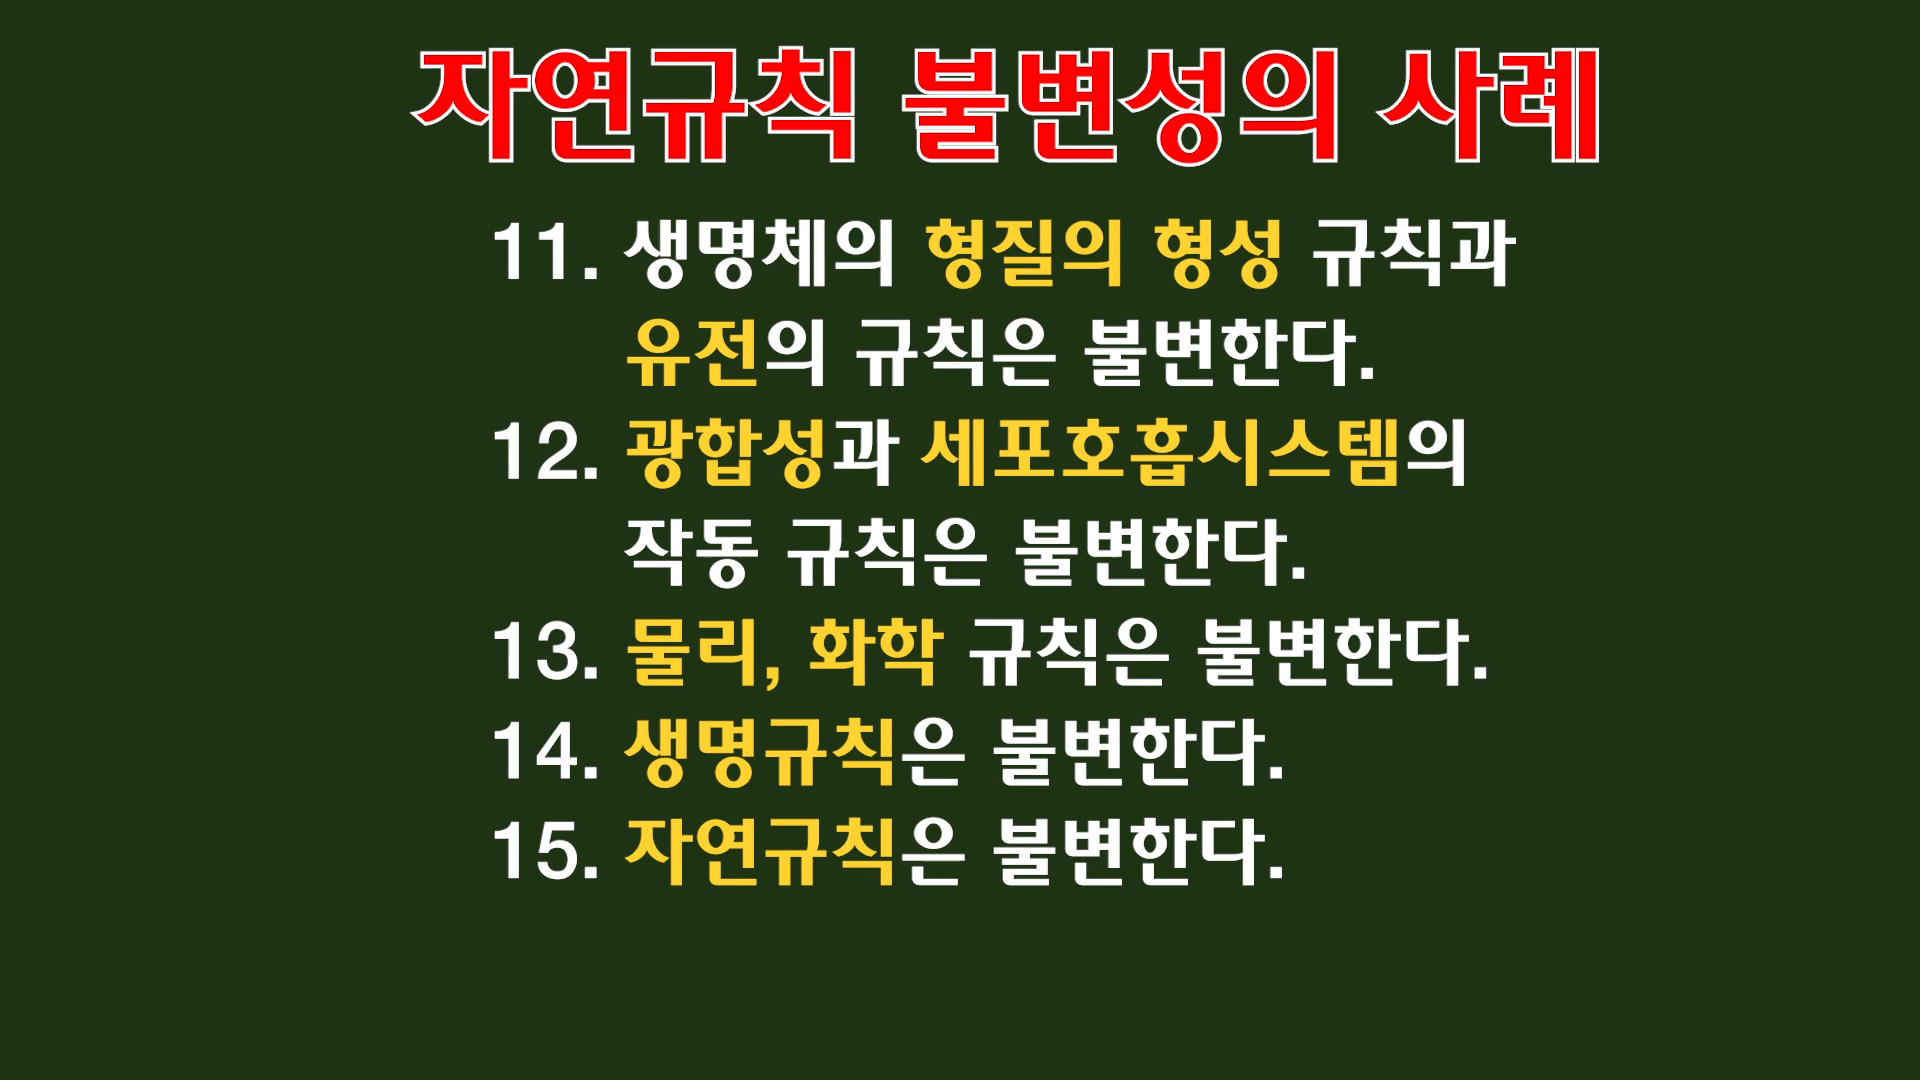 자연규칙 불변성의 사례
11. 생명체의 형질의 형성 규칙과
유전의 규칙은 불변한다.
12. 광합성과 세포호흡시스템의
작동 규칙은 불변한다.
13. 물리, 화학 규칙은 불변한다.
14. 생명규칙은 불변한다.
15. 자연규칙은 불변한다.